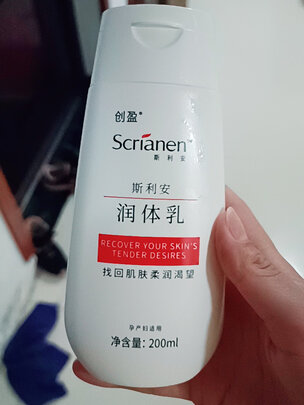 创盈®
Scrianen
斯利安
斯利安
润体乳
RECOVER YOUR SKIN'S
TENDER DESIRES
找回肌肤柔润渴望
孕产妇适用
净含量:200ml